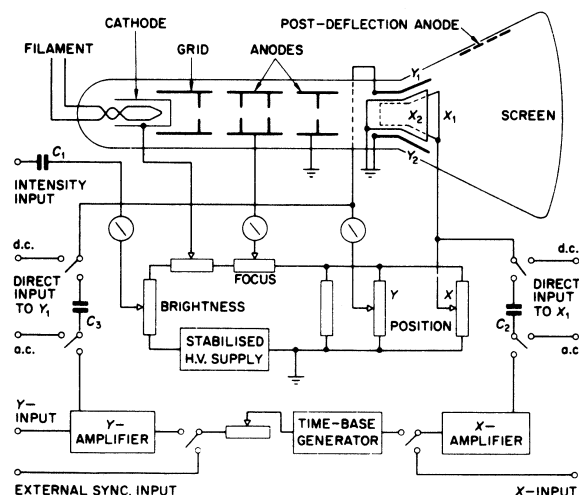 POST-DEFLECTION ANODE
CATHODE
FILAMENT
GRID
ANODES
Y1
SCREEN
X2
X1
Y2
C1
INTENSITY
INPUT
d.c.
d.c.
FOCUS
DIRECT
INPUT
TO Y1
BRIGHTNESS
Y
X
POSITION
DIRECT
INPUT
TO X1
C3
C2
STABILISED
H.V. SUPPLY
a.c.
a.c.
Y-
INPUT
Y-
AMPLIFIER
TIME-BASE
GENERATOR
X-
AMPLIFIER
EXTERNAL SYNC. INPUT
X-INPUT